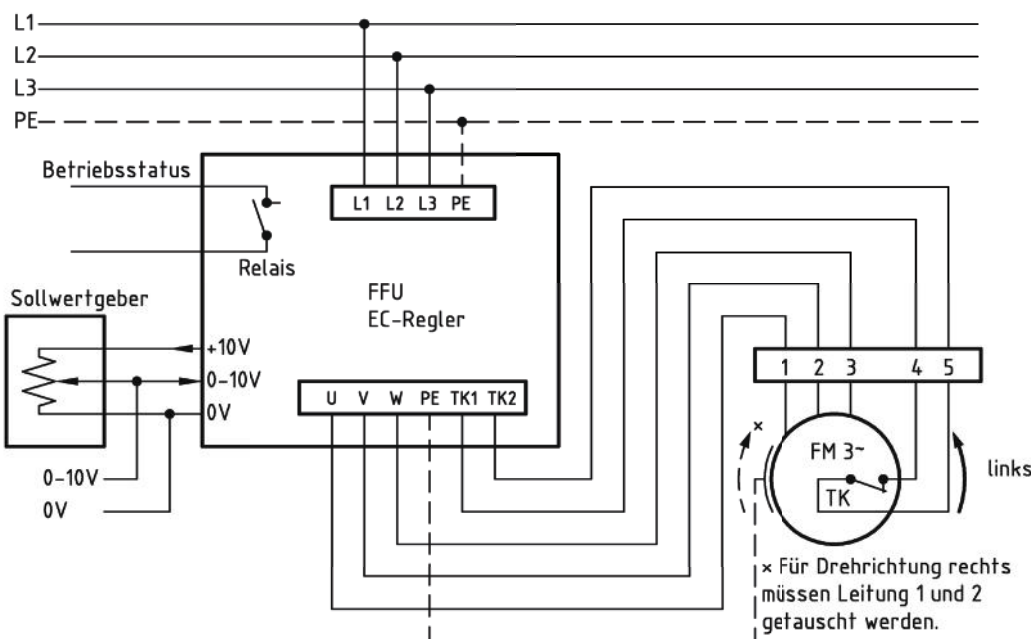 L1
L2
L3
PE
Betriebsstatus
L1 L2 L3 PE
Relais
Sollwertgeber
FFU
EC-Regler
+10V
0-10V
0V
U V W PE TK1 TK2
1 2 3 4 5
0-10V
0V
×
FM 3~
TK
links
× Für Drehrichtung rechts
müssen Leitung 1 und 2
getauscht werden.